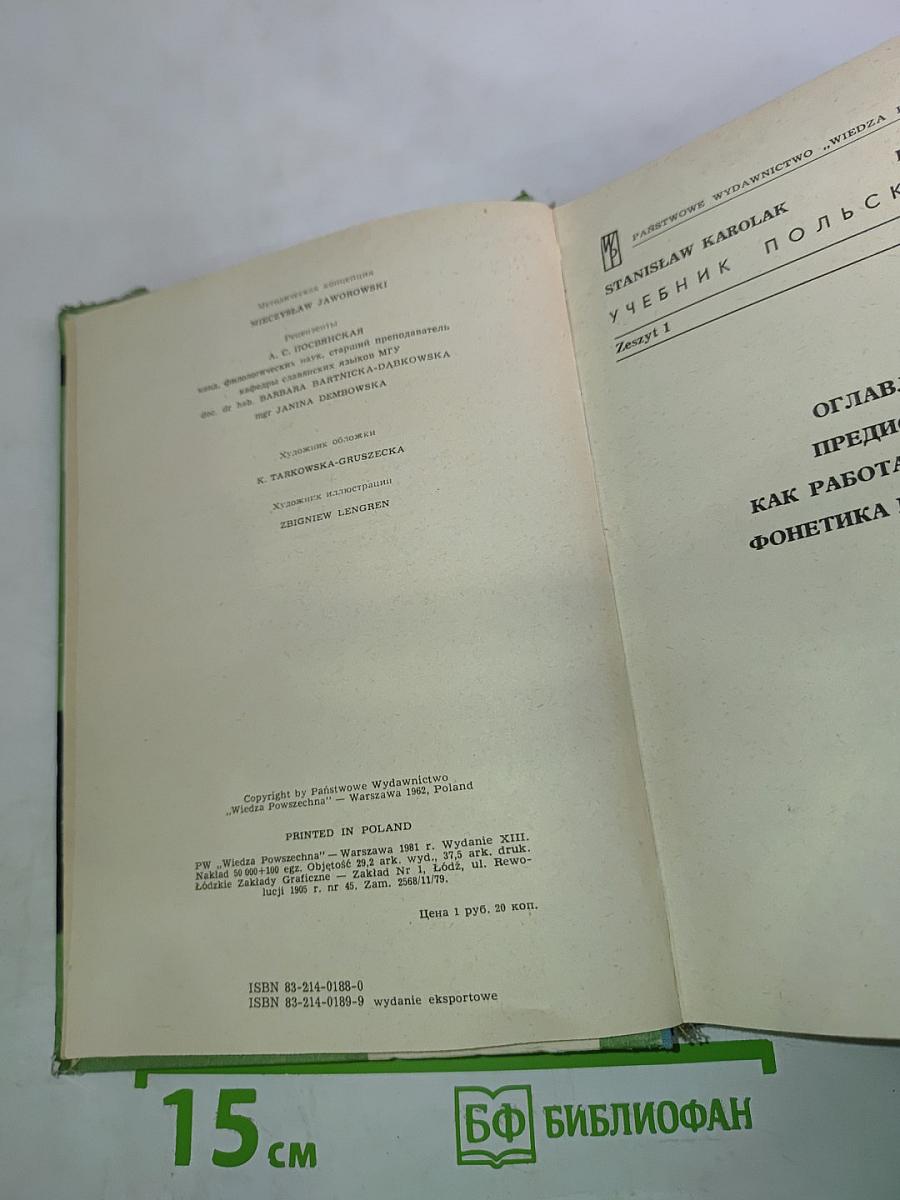 Методическая концепция
MIECZYSŁAW JAWOROWSKI
Рецензенты
А. С. ПОСВЯНСКАЯ
канд. филологических наук, старший преподаватель
кафедры славянских языков МГУ
doc. dr hab. BARBARA BARTNICKA-DĄBKOWSKA
mgr JANINA DEMBOWSKA
Художник обложки
K. TARKOWSKA-GRUSZECKA
Художник иллюстрации
ZBIGNIEW LENGREN
Copyright by Państwowe Wydawnictwo
„Wiedza Powszechna” — Warszawa 1962, Poland
PRINTED IN POLAND
PW „Wiedza Powszechna” — Warszawa 1981 r. Wydanie XIII.
Nakład 50 000+100 egz. Objętość 29,2 ark. wyd., 37,5 ark. druk.
Łódzkie Zakłady Graficzne — Zakład Nr 1, Łódź, ul. Rewo-
lucji 1905 r. nr 45. Zam. 2568/11/79.
Цена 1 руб. 20 коп.
ISBN 83-214-0188-0
ISBN 83-214-0189-9 wydanie eksportowe
WP
PAŃSTWOWE WYDAWNICTWO „WIEDZA
STANISŁAW KAROLAK
УЧЕБНИК ПОЛЬСК
Zeszyt 1
ОГЛАВЛ
ПРЕДИС
КАК РАБОТА
ФОНЕТИКА
15 см
БФ БИБЛИОФАН